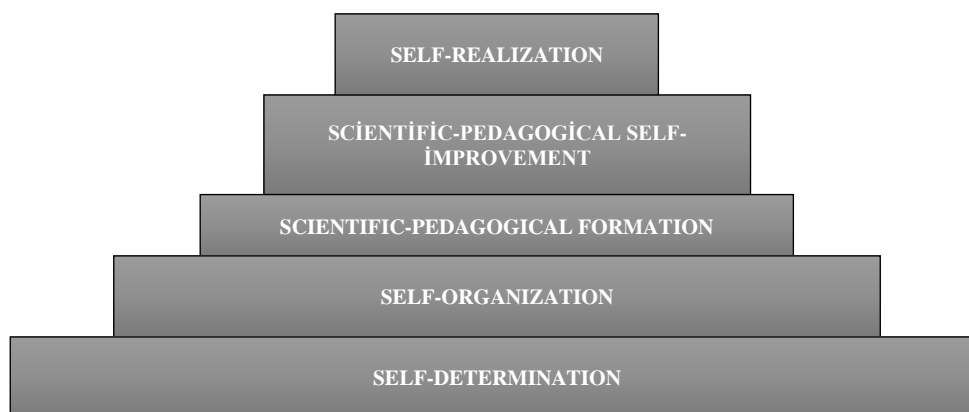 SELF-REALIZATION
SCİENTİFİC-PEDAGOGİCAL SELF-
İMPROVEMENT
SCIENTIFIC-PEDAGOGICAL FORMATION
SELF-ORGANIZATION
SELF-DETERMINATION